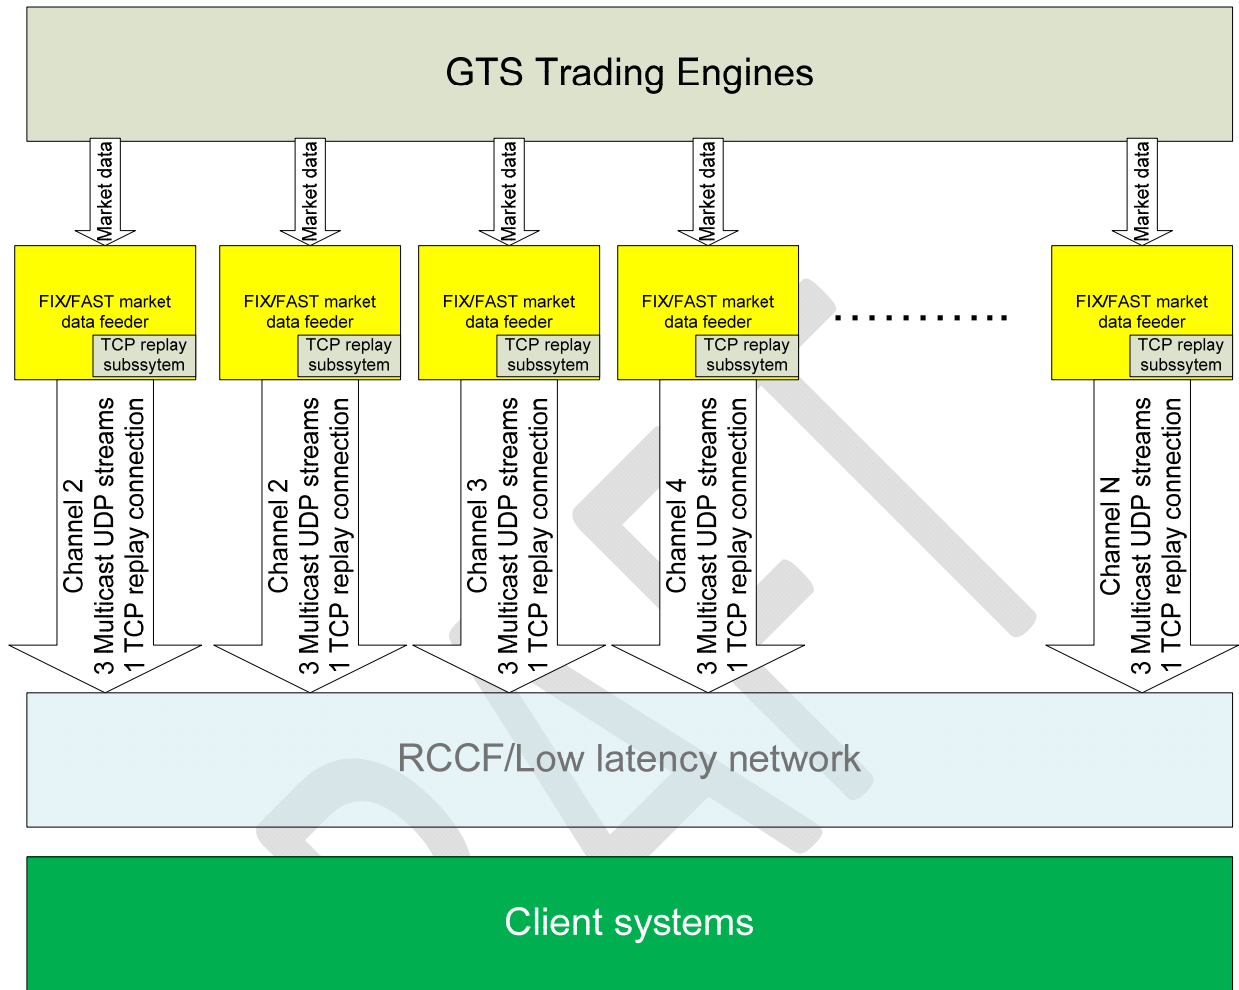 GTS Trading Engines
Market data
Market data
Market data
Market data
Market data
FIX/FAST market
data feeder
TCP replay
subssytem
FIX/FAST market
data feeder
TCP replay
subssytem
FIX/FAST market
data feeder
TCP replay
subssytem
FIX/FAST market
data feeder
TCP replay
subssytem
............
FIX/FAST market
data feeder
TCP replay
subssytem
Channel 2
3 Multicast UDP streams
1 TCP replay connection
Channel 2
3 Multicast UDP streams
1 TCP replay connection
Channel 3
3 Multicast UDP streams
1 TCP replay connection
Channel 4
3 Multicast UDP streams
1 TCP replay connection
Channel N
3 Multicast UDP streams
1 TCP replay connection
RCCF/Low latency network
Client systems
DRAFT